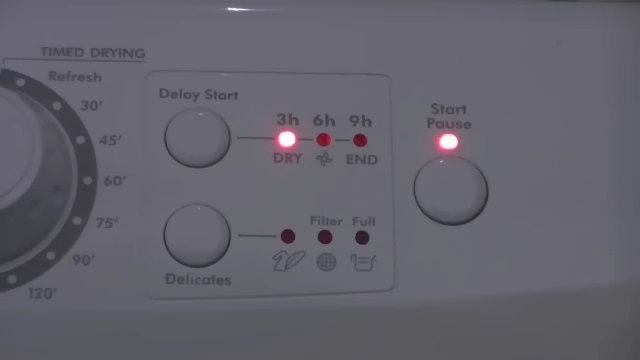 TIMED DRYING
Refresh
30'
45'
60'
75'
90'
120'
Delay Start
3h 6h 9h
DRY END
Filter Full
Delicates
Start
Pause